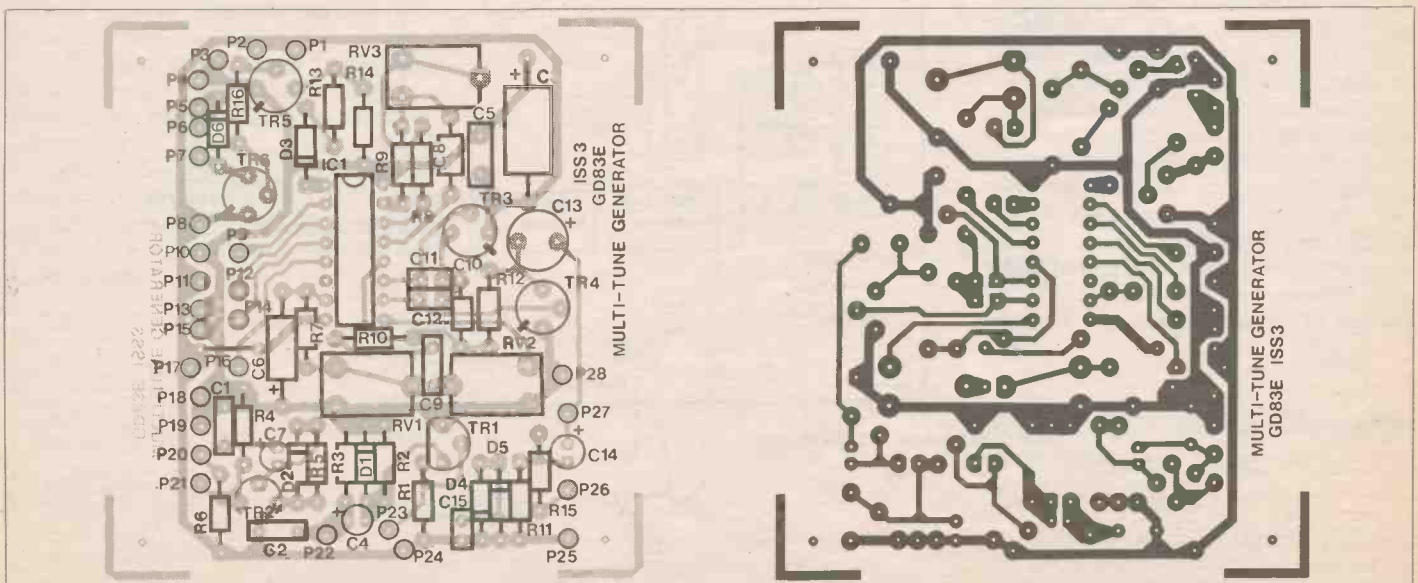 P3
P2
P1
RV3
R13
R14
C
R16
P5
P6
D6
TR5
C5
P7
D3
IC1
R9
C8
TR6
TR3
ISS3
GD83E
MULTI-TUNE GENERATOR
C13
P8
P9
P10
C10
P11
P12
C11
R12
TR4
P13
P14
C12
P15
R7
R10
RV2
P16
P17
C6
C9
P28
P18
C1
R4
RV1
TR1
P27
P19
C7
D5
C14
P20
D2
R5
R3
D1
R2
P21
D4
P26
R6
TR2
R1
C15
R15
P23
R11
C2
P22
C4
P24
P25
MULTI-TUNE GENERATOR
GD83E ISS3